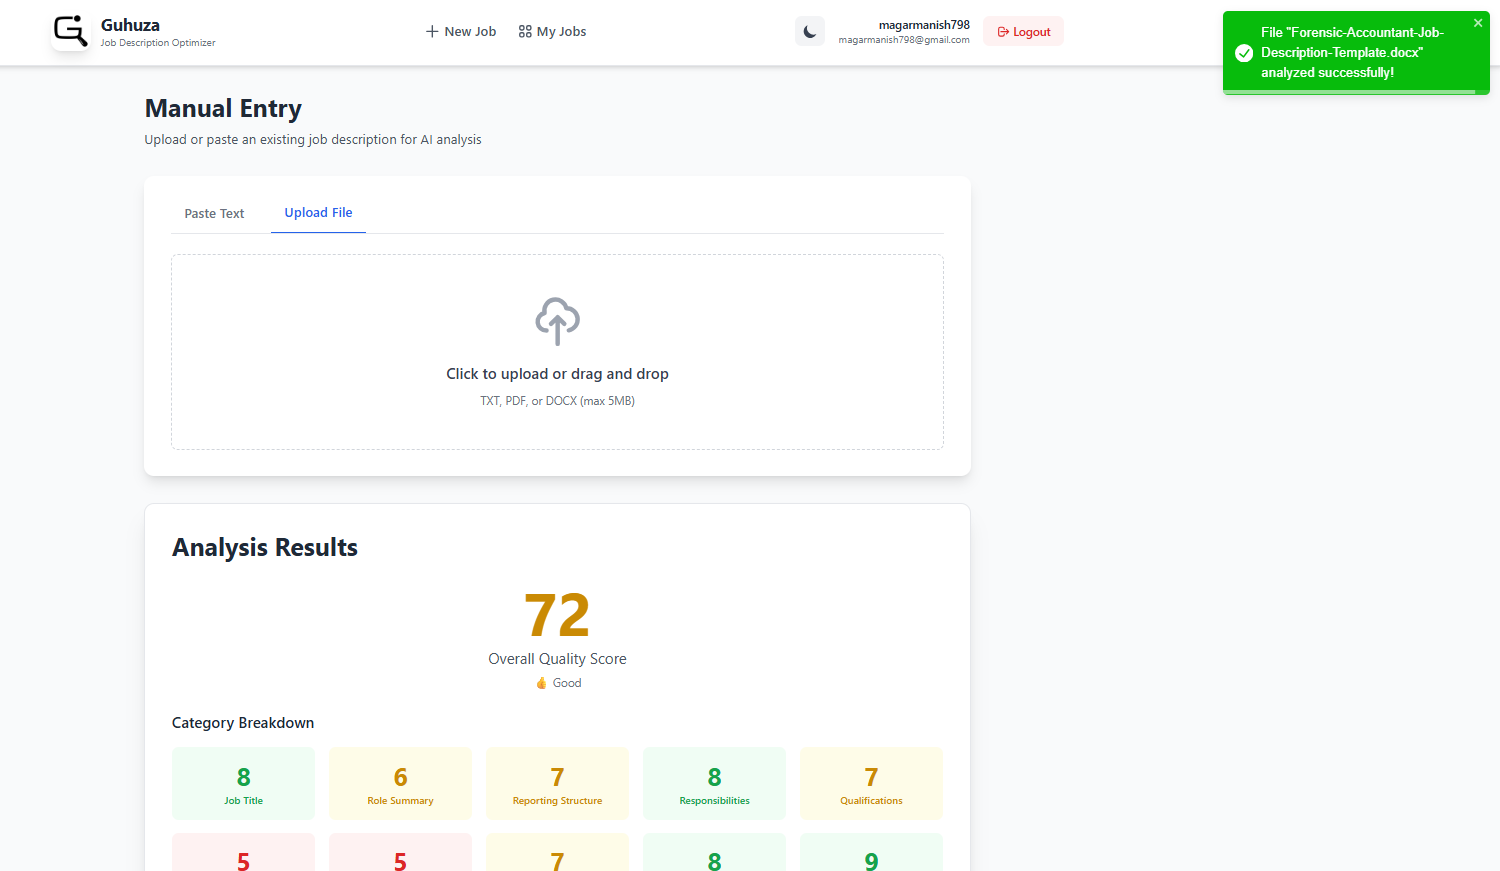 Guhuza
Job Description Optimizer
New Job
My Jobs
magarmanish798
magarmanish798@gmail.com
Logout
File "Forensic-Accountant-Job-
Description-Template.docx"
analyzed successfully!
Manual Entry
Upload or paste an existing job description for AI analysis
Paste Text
Upload File
Click to upload or drag and drop
TXT, PDF, or DOCX (max 5MB)
Analysis Results
72
Overall Quality Score
👍 Good
Category Breakdown
8
Job Title
6
Role Summary
7
Reporting Structure
8
Responsibilities
7
Qualifications
5
5
7
8
9